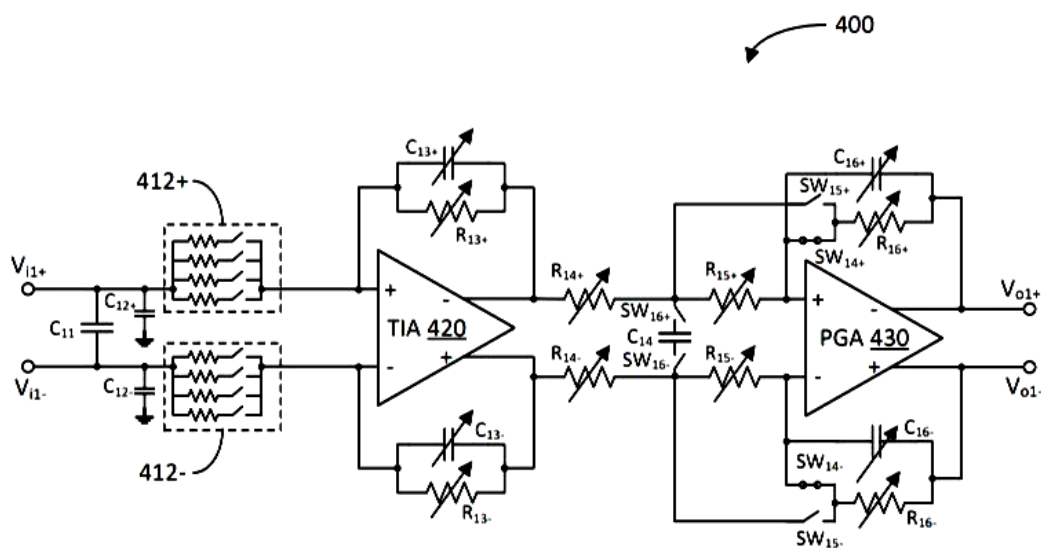 400
412+
C13+
R13+
C16+
SW15+
R16+
SW14+
Vi1+
C12+
C11
TIA 420
+
-
-
+
R14+
R15+
SW16+
C14
SW16-
R14-
R15-
PGA 430
+
-
-
+
Vo1+
Vo1-
Vi1-
C12-
412-
C13-
R13-
C16-
SW14-
R16-
SW15-